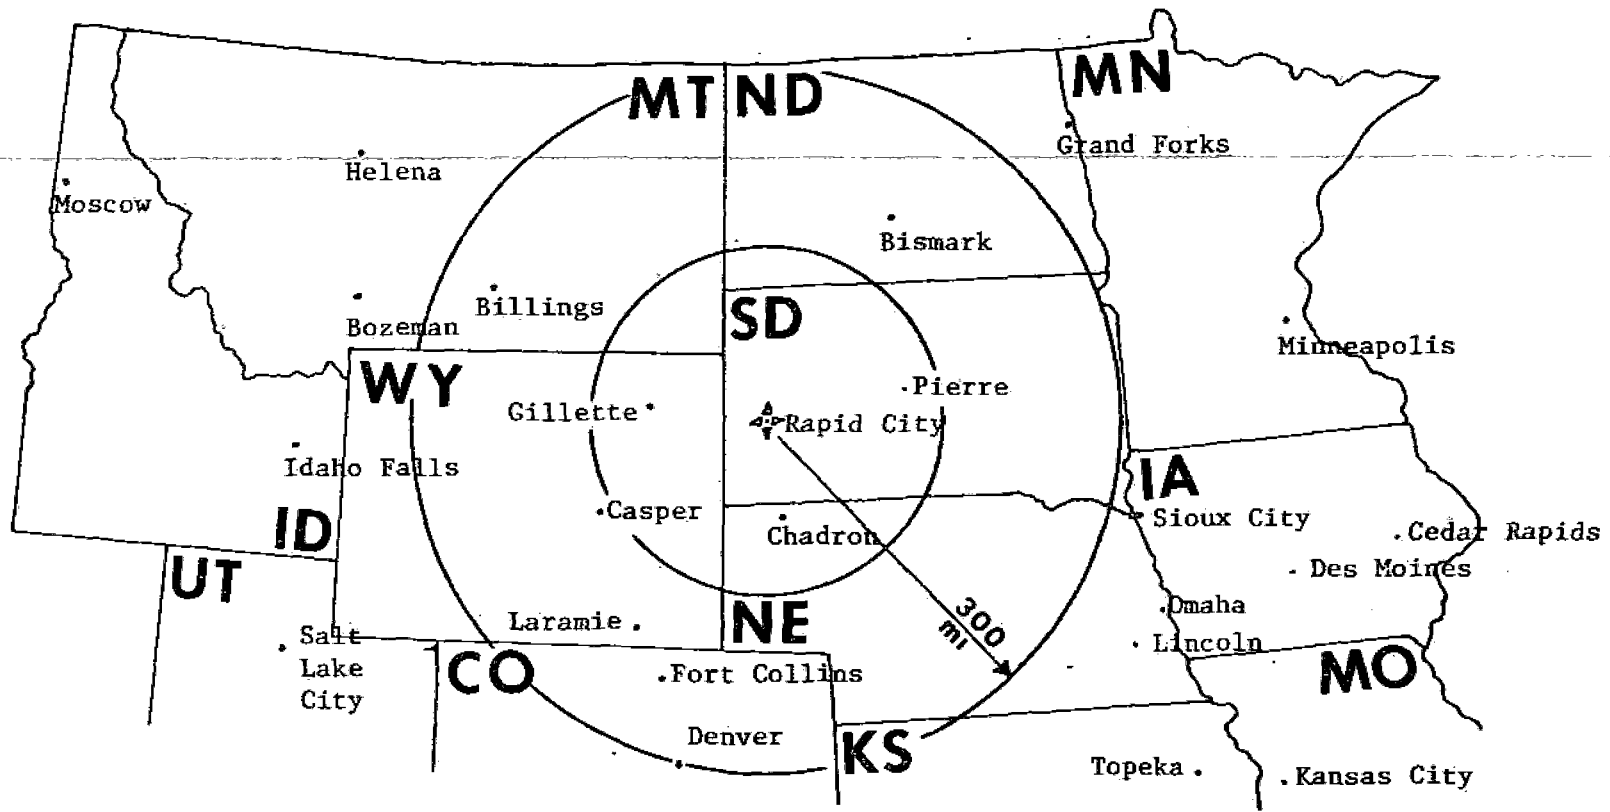 MT
ND
MN
Grand Forks
Helena
Moscow
Bismark
Billings
Bozeman
SD
Minneapolis
WY
Pierre
Gillette
Rapid City
Idaho Falls
IA
Casper
Sioux City
ID
Chadron
Cedar Rapids
Des Moines
UT
300
mi
Omaha
NE
Laramie
Lincoln
Salt
Lake
City
CO
Fort Collins
MO
Denver
KS
Topeka
Kansas City